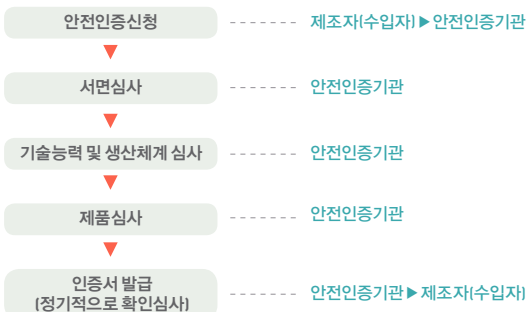 안전인증신청
제조자(수입자)▶안전인증기관
서면심사
안전인증기관
기술능력 및 생산체계 심사
안전인증기관
제품심사
안전인증기관
인증서 발급
(정기적으로 확인심사)
안전인증기관▶제조자(수입자)